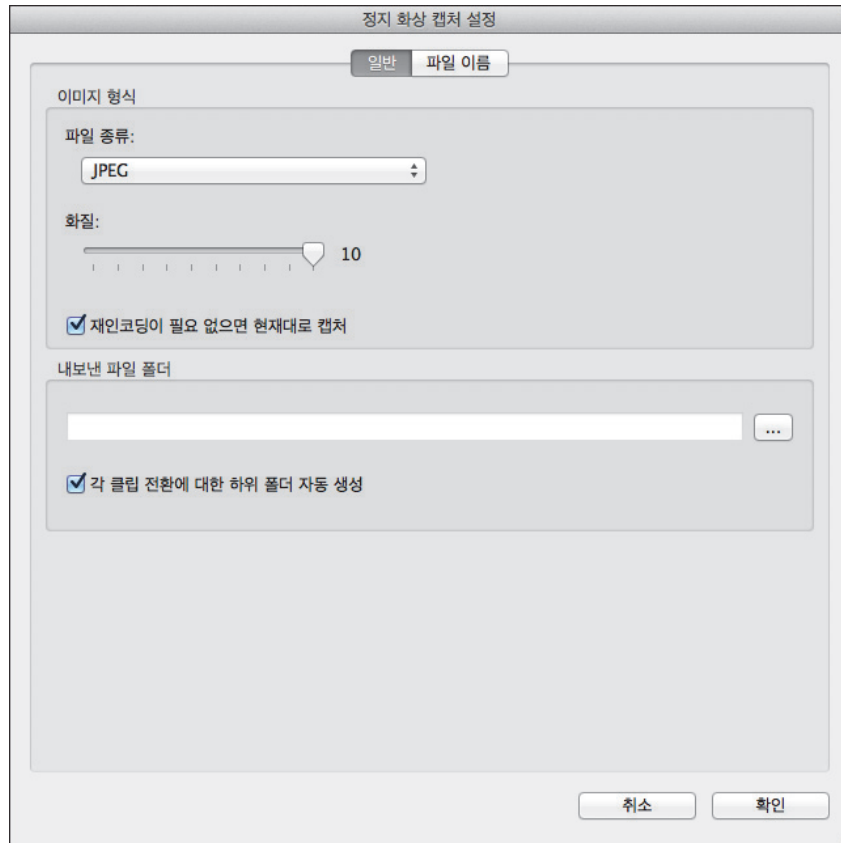 정지 화상 캡처 설정
일반 파일 이름
이미지 형식
파일 종류:
JPEG
화질:
10
재인코딩이 필요 없으면 현재대로 캡처
내보낸 파일 폴더
...
각 클립 전환에 대한 하위 폴더 자동 생성
취소 확인